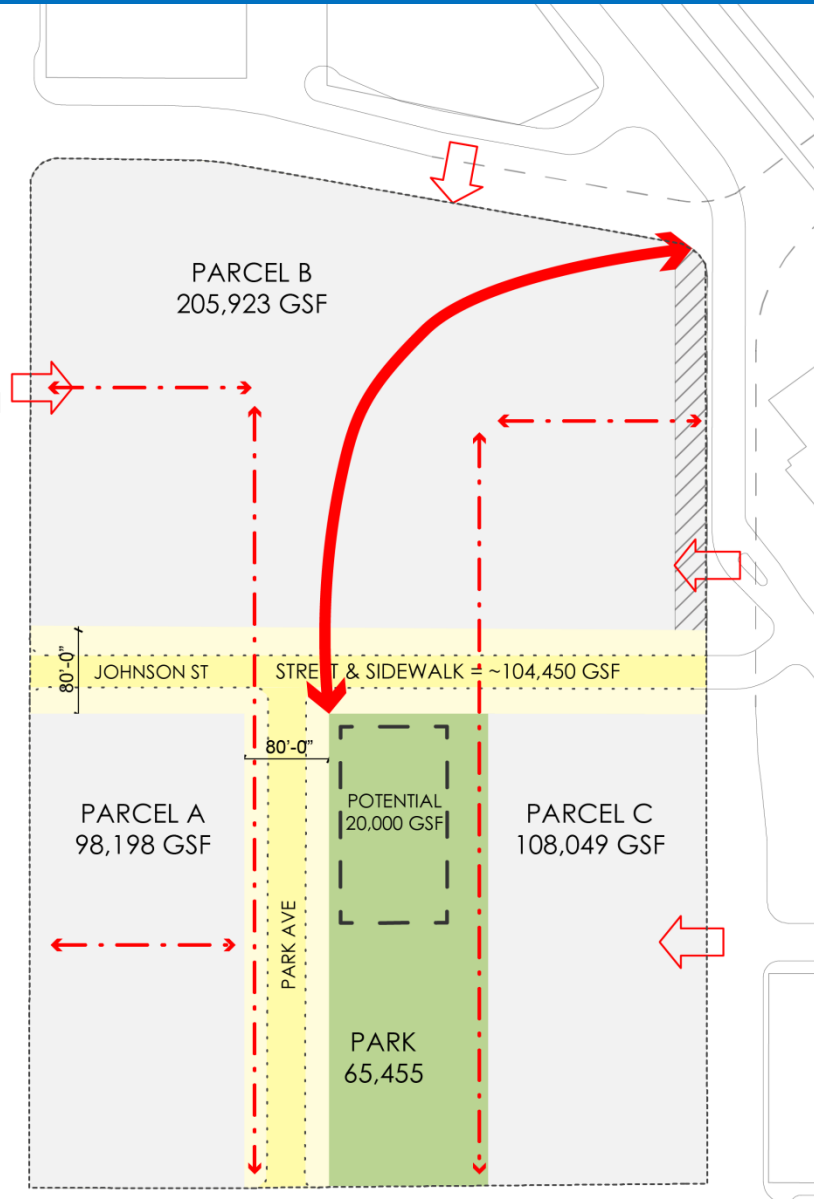 PARCEL B
205,923 GSF
80'-0"
JOHNSON ST
STREET & SIDEWALK = ~104,450 GSF
80'-0"
POTENTIAL
20,000 GSF
PARCEL A
98,198 GSF
PARCEL C
108,049 GSF
PARK AVE
PARK
65,455